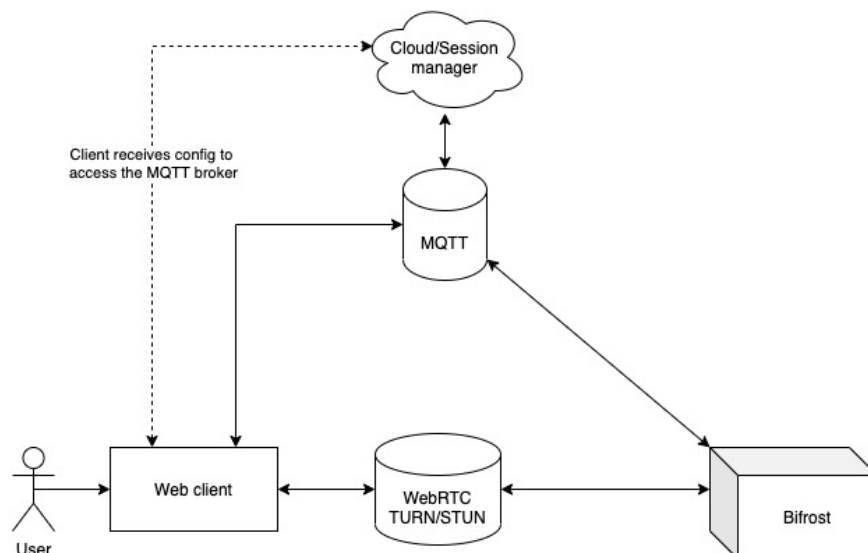 Cloud/Session
manager
Client receives config to
access the MQTT broker
MQTT
Web client
WebRTC
TURN/STUN
Bifrost
User